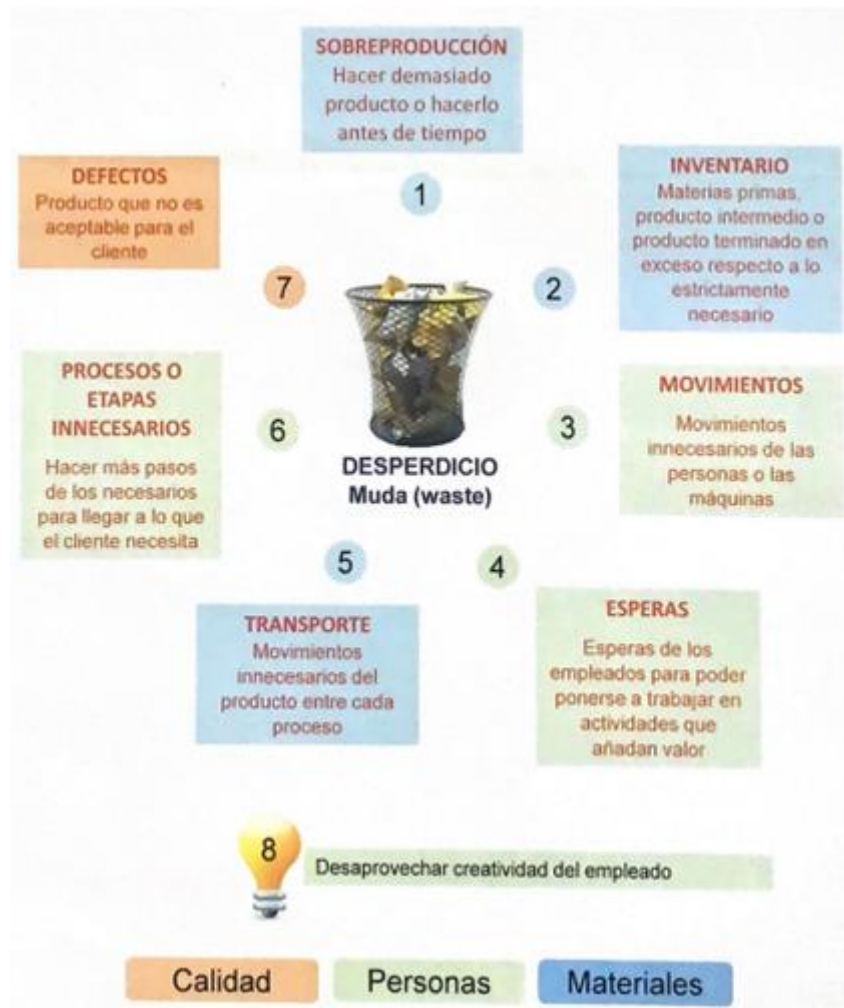 SOBREPRODUCCIÓN
Hacer demasiado
producto o hacerlo
antes de tiempo
1
INVENTARIO
Materias primas,
producto intermedio o
producto terminado en
exceso respecto a lo
estrictamente
necesario
2
MOVIMIENTOS
Movimientos
innecesarios de las
personas o las
máquinas
3
ESPERAS
Esperas de los
empleados para poder
ponerse a trabajar en
actividades que
añadan valor
4
TRANSPORTE
Movimientos
innecesarios del
producto entre cada
proceso
5
PROCESOS O
ETAPAS
INNECESARIOS
Hacer más pasos
de los necesarios
para llegar a lo que
el cliente necesita
6
DEFECTOS
Producto que no es
aceptable para el
cliente
7
DESPERDICIO
Muda (waste)
8
Desaprovechar creatividad del empleado
Calidad
Personas
Materiales